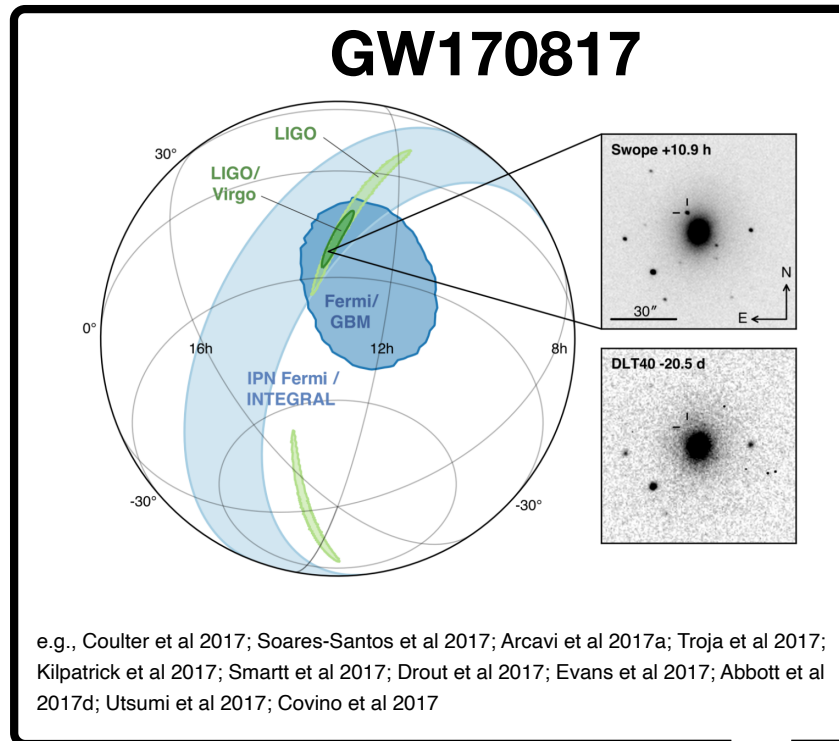 GW170817
LIGO
30°
LIGO/
Virgo
Swope +10.9 h
N
E
30″
Fermi/
GBM
0°
16h
12h
8h
DLT40 -20.5 d
IPN Fermi /
INTEGRAL
-30°
-30°
e.g., Coulter et al 2017; Soares-Santos et al 2017; Arcavi et al 2017a; Troja et al 2017;
Kilpatrick et al 2017; Smartt et al 2017; Drout et al 2017; Evans et al 2017; Abbott et al
2017d; Utsumi et al 2017; Covino et al 2017